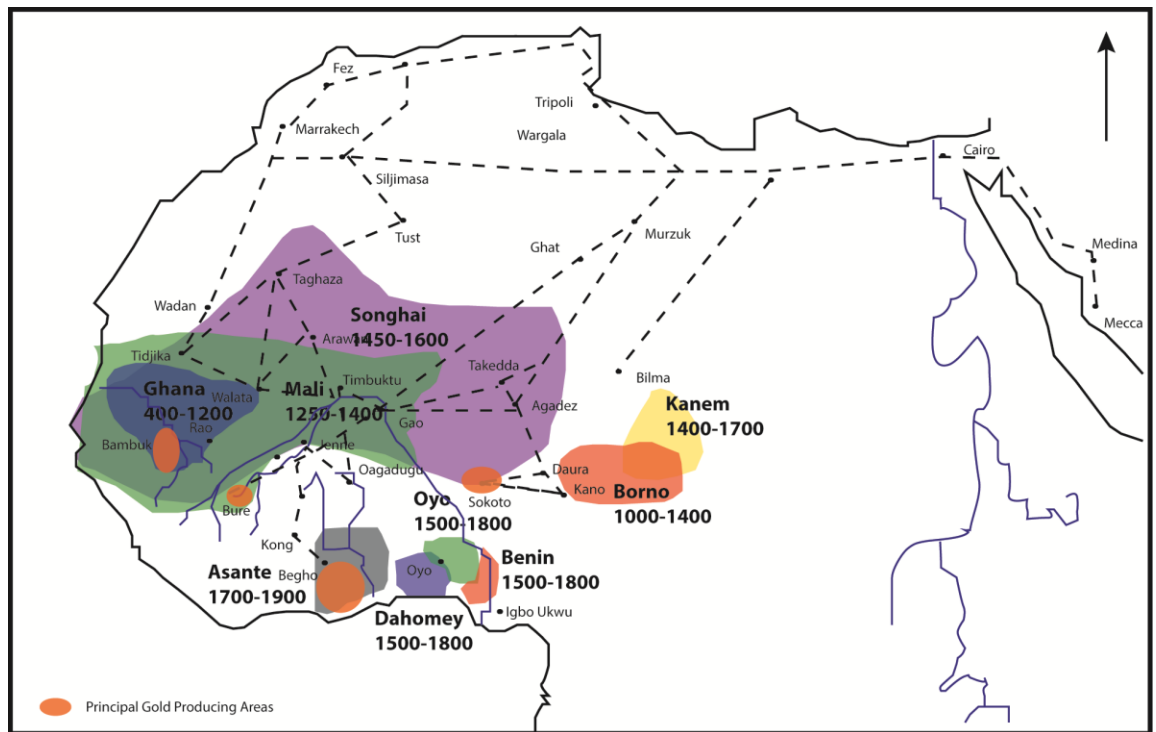 Fez
Tripoli
Marrakech
Wargala
Cairo
Siljimasa
Tust
Ghat
Murzuk
Medina
Taghaza
Wadan
Mecca
Songhai
1450-1600
Arawan
Tidjika
Takedda
Timbuktu
Bilma
Ghana
400-1200
Walata
Mali
1250-1400
Agadez
Kanem
1400-1700
Gao
Rao
Bambuk
Jenne
Oagadugu
Daura
Kano
Borno
1000-1400
Sokoto
Oyo
1500-1800
Bure
Kong
Benin
1500-1800
Asante
1700-1900
Begho
Oyo
Igbo Ukwu
Dahomey
1500-1800
Principal Gold Producing Areas